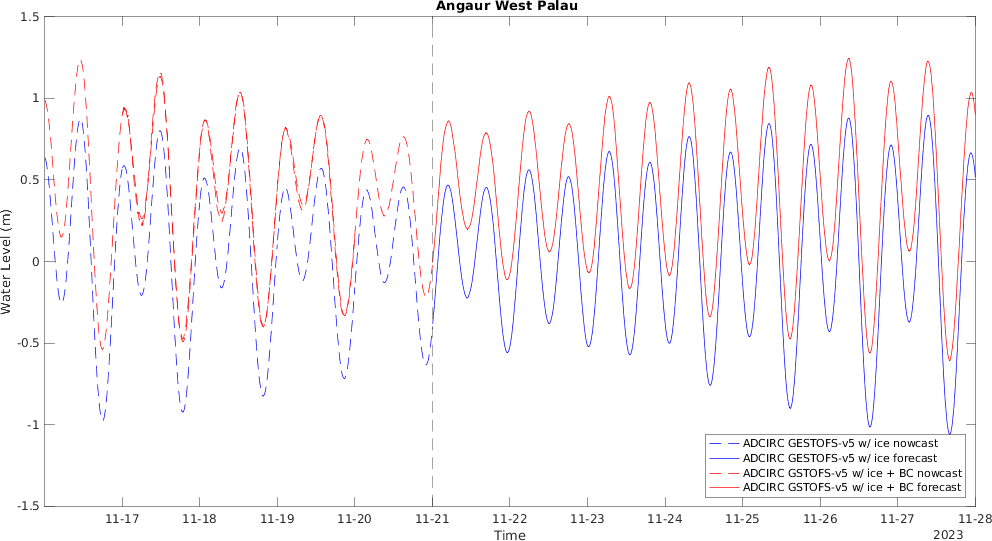 Angaur West Palau
1.5
1
0.5
0
-0.5
-1
-1.5
Water Level (m)
11-17 11-18 11-19 11-20 11-21 11-22 11-23 11-24 11-25 11-26 11-27 11-28
Time
2023
ADCIRC GESTOFS-v5 w/ ice nowcast
ADCIRC GESTOFS-v5 w/ ice forecast
ADCIRC GSTOFS-v5 w/ ice + BC nowcast
ADCIRC GSTOFS-v5 w/ ice + BC forecast